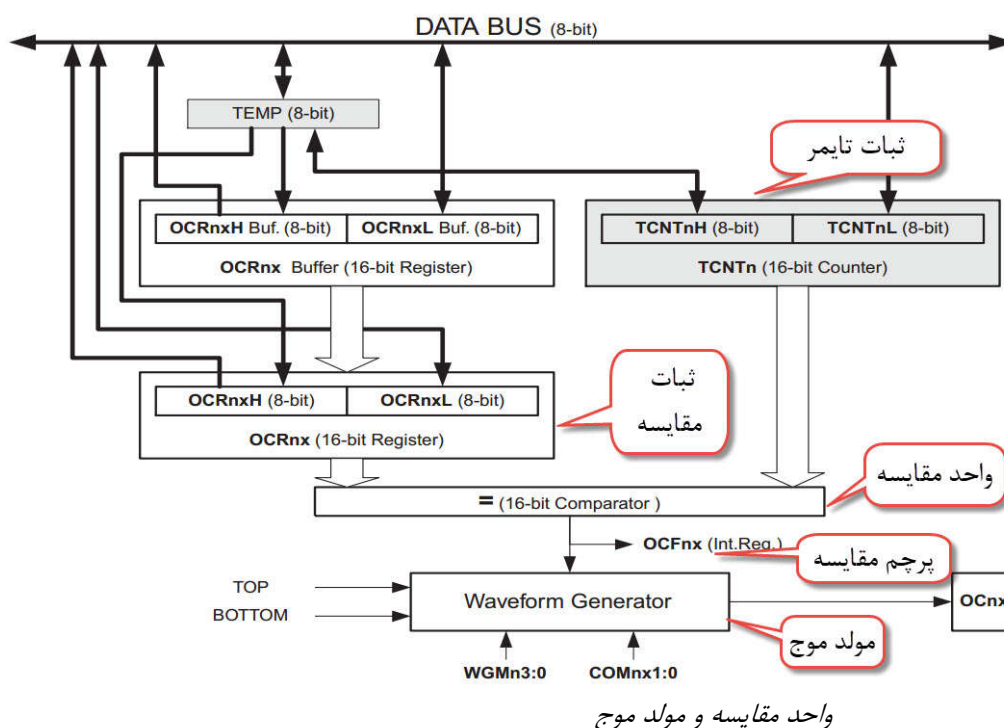 DATA BUS (8-bit)
TEMP (8-bit)
ثبات تایمر
OCRnxH Buf. (8-bit)
OCRnxL Buf. (8-bit)
TCNTnH (8-bit)
TCNTnL (8-bit)
OCRnx Buffer (16-bit Register)
TCNTn (16-bit Counter)
ثبات
مقایسه
OCRnxH (8-bit)
OCRnxL (8-bit)
OCRnx (16-bit Register)
واحد مقایسه
= (16-bit Comparator )
OCFnx (Int.Req.)
پرچم مقایسه
TOP
BOTTOM
Waveform Generator
OCnx
مولد موج
WGMn3:0
COMnx1:0
واحد مقایسه و مولد موج